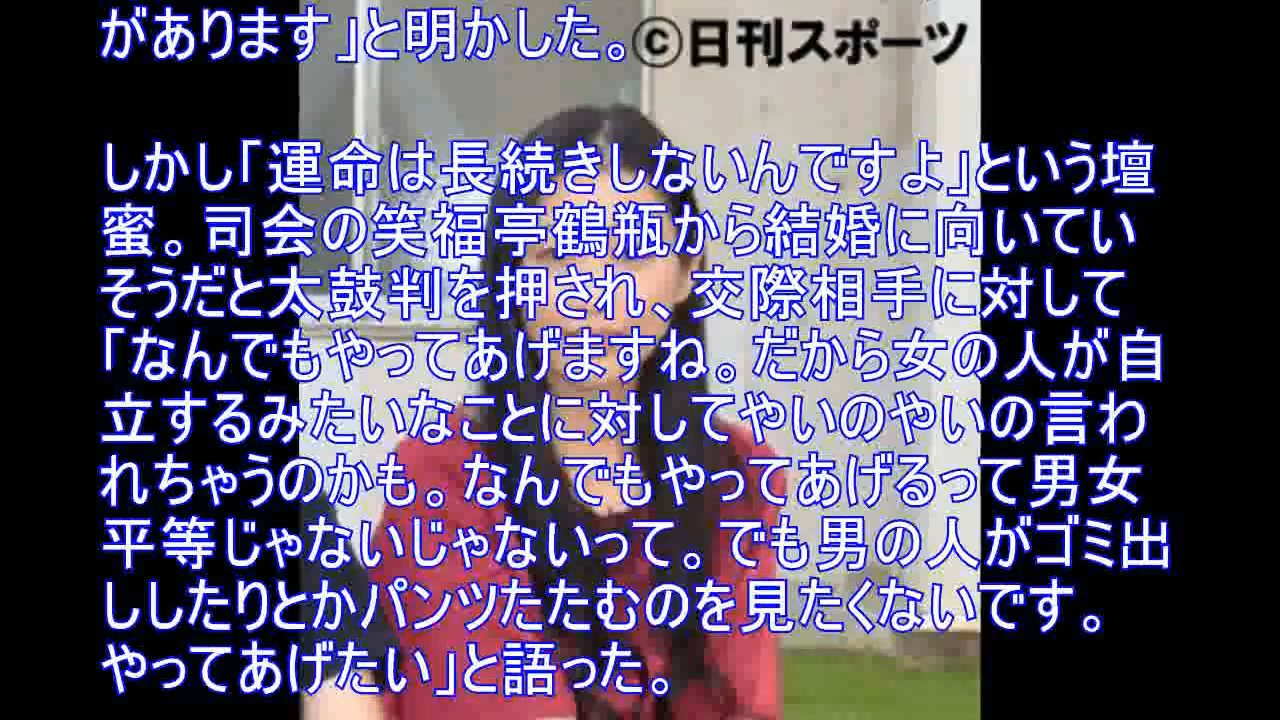 があります」と明かした。
©日刊スポーツ
しかし「運命は長続きしないんですよ」という壇
蜜。司会の笑福亭鶴瓶から結婚に向いてい
そうだと太鼓判を押され、交際相手に対して
「なんでもやってあげますね。だから女の人が自
立するみたいなことに対してやいのやいの言わ
れちゃうのかも。なんでもやってあげるって男女
平等じゃないじゃないって。でも男の人がゴミ出
ししたりとかパンツたたむのを見たくないです。
やってあげたい」と語った。